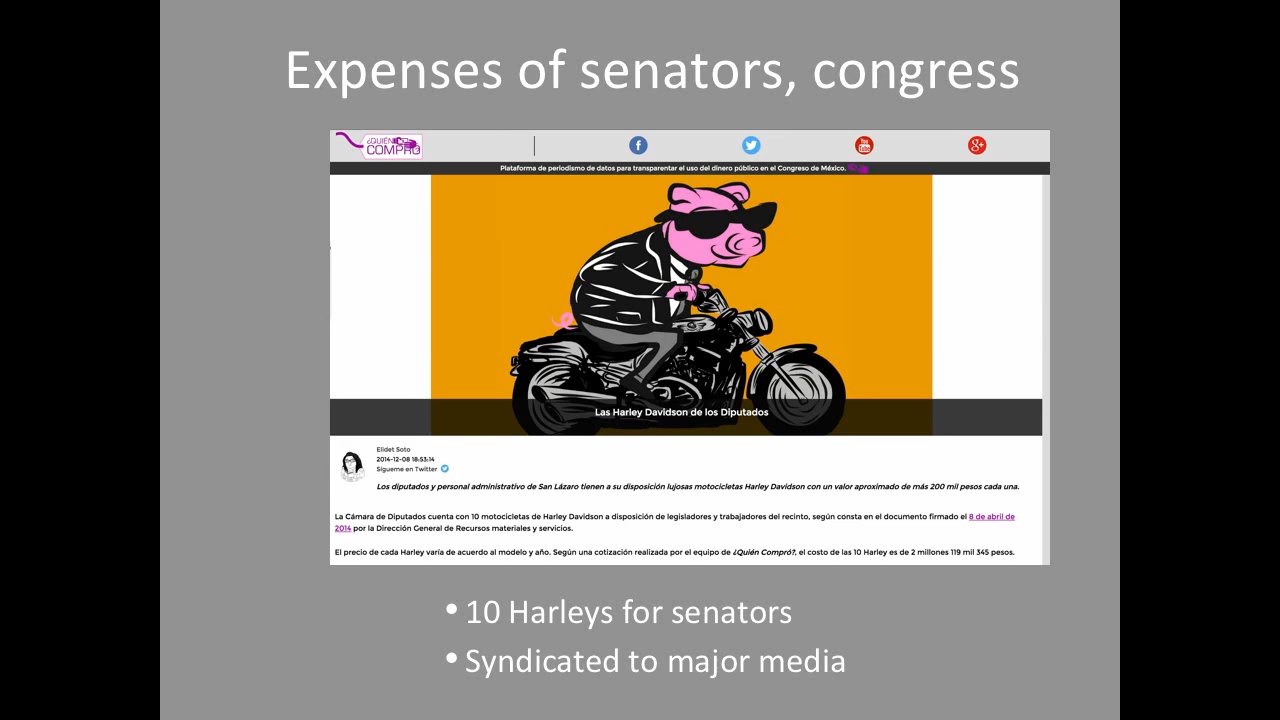 Expenses of senators, congress
¿QUIÉN
COMPRÓ
Plataforma de periodismo de datos para transparentar el uso del dinero público en el Congreso de México.
Las Harley Davidson de los Diputados
Elidet Soto
2014-12-08 18:53:14
Sígueme en Twitter
Los diputados y personal administrativo de San Lázaro tienen a su disposición lujosas motocicletas Harley Davidson con un valor aproximado de más 200 mil pesos cada una.
La Cámara de Diputados cuenta con 10 motocicletas de Harley Davidson a disposición de legisladores y trabajadores del recinto, según consta en el documento firmado el 8 de abril de
2014 por la Dirección General de Recursos materiales y servicios.
El precio de cada Harley varía de acuerdo al modelo y año. Según una cotización realizada por el equipo de ¿Quién Compró?, el costo de las 10 Harley es de 2 millones 119 mil 345 pesos.
• 10 Harleys for senators
• Syndicated to major media